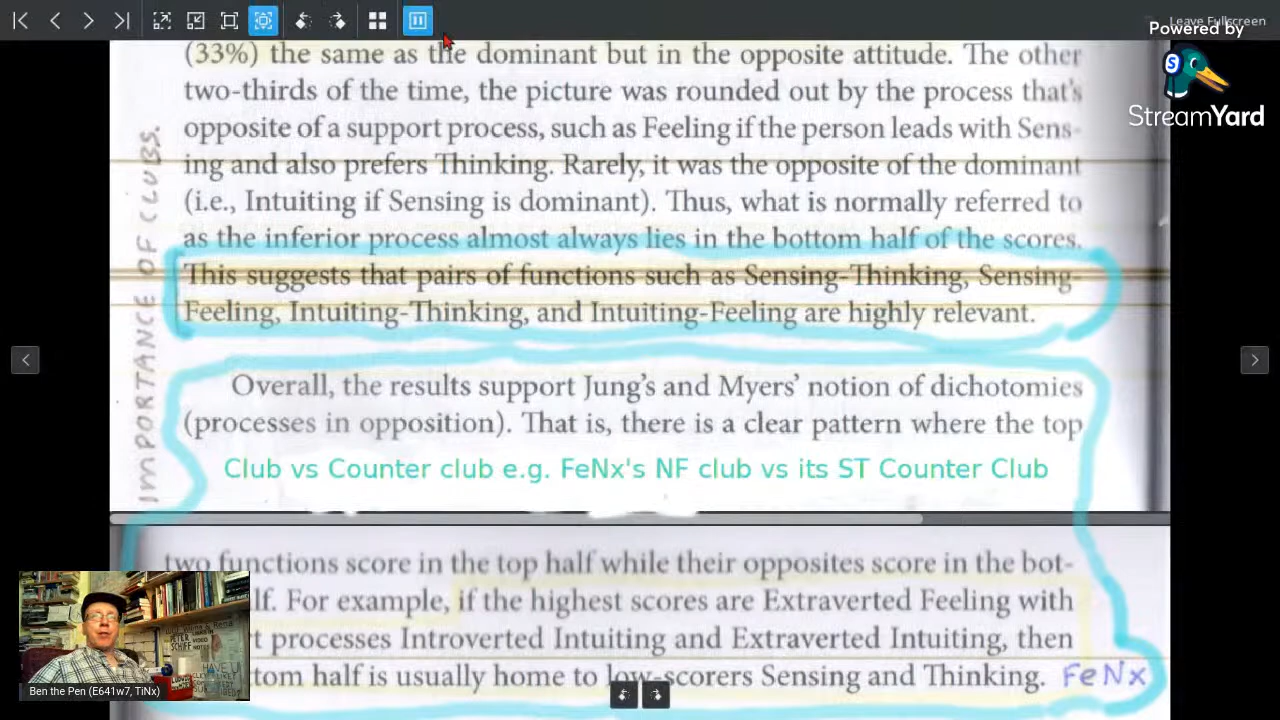 Leave Fullscreen
Powered by
S
StreamYard
(33%) the same as the dominant but in the opposite attitude. The other
two-thirds of the time, the picture was rounded out by the process that's
opposite of a support process, such as Feeling if the person leads with Sens-
ing and also prefers Thinking. Rarely, it was the opposite of the dominant
(i.e., Intuiting if Sensing is dominant). Thus, what is normally referred to
as the inferior process almost always lies in the bottom half of the scores.
This suggests that pairs of functions such as Sensing-Thinking, Sensing-
Feeling, Intuiting-Thinking, and Intuiting-Feeling are highly relevant.
IMPORTANCE OF CLUBS.
Overall, the results support Jung's and Myers' notion of dichotomies
(processes in opposition). That is, there is a clear pattern where the top
Club vs Counter club e.g. FeNx's NF club vs its ST Counter Club
two functions score in the top half while their opposites score in the bot-
lf. For example, if the highest scores are Extraverted Feeling with
t processes Introverted Intuiting and Extraverted Intuiting, then
tom half is usually home to low-scorers Sensing and Thinking. FeNx
PETER
SCHIFF
HAVE U
Ben the Pen (E641w7, TiNx)